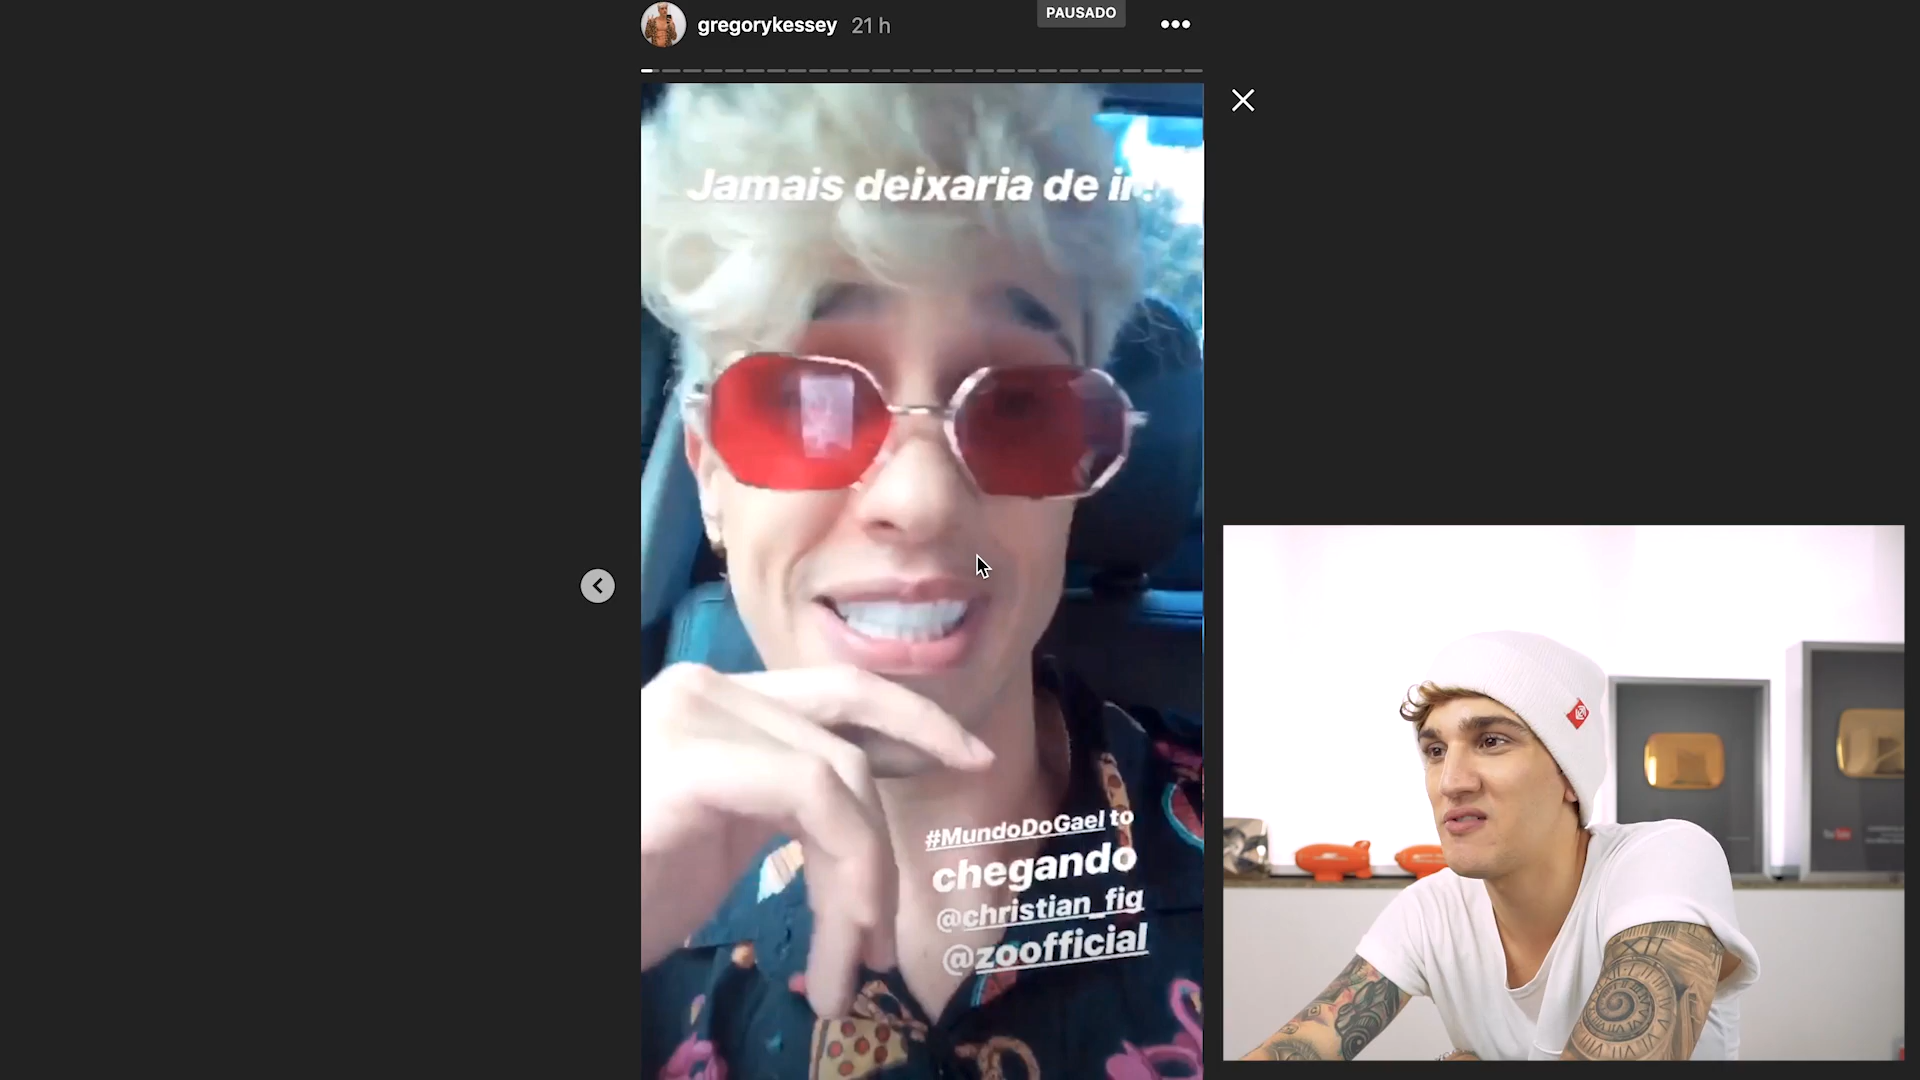 gregorykessey 21 h
PAUSADO
Jamais deixaria de ir!
#MundoDoGael to
chegando
@christian_fig
@zoofficial